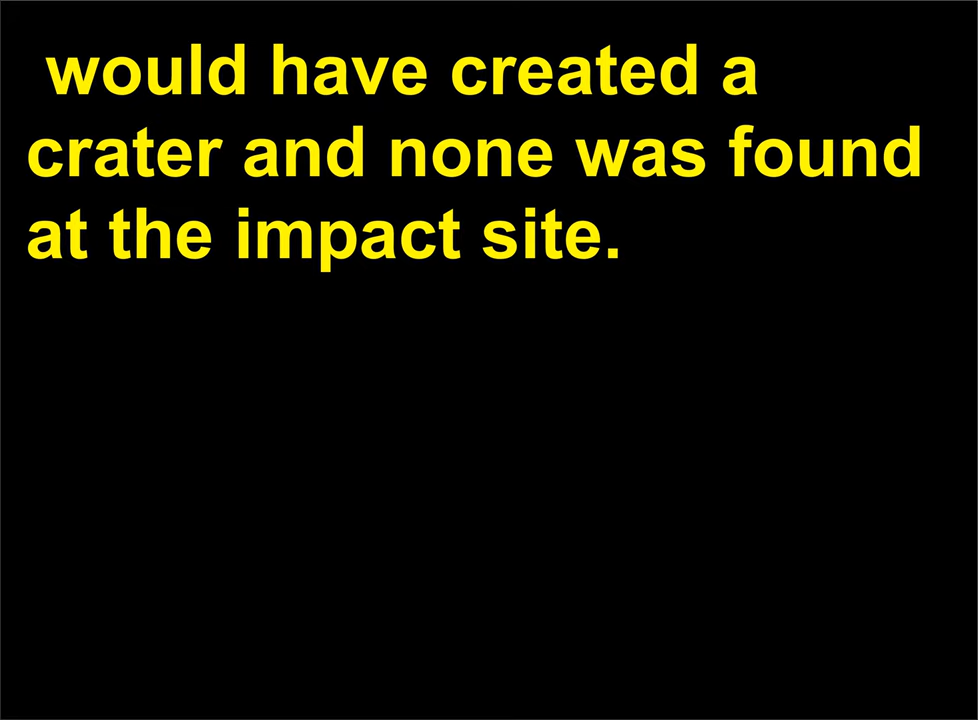 would have created a
crater and none was found
at the impact site.